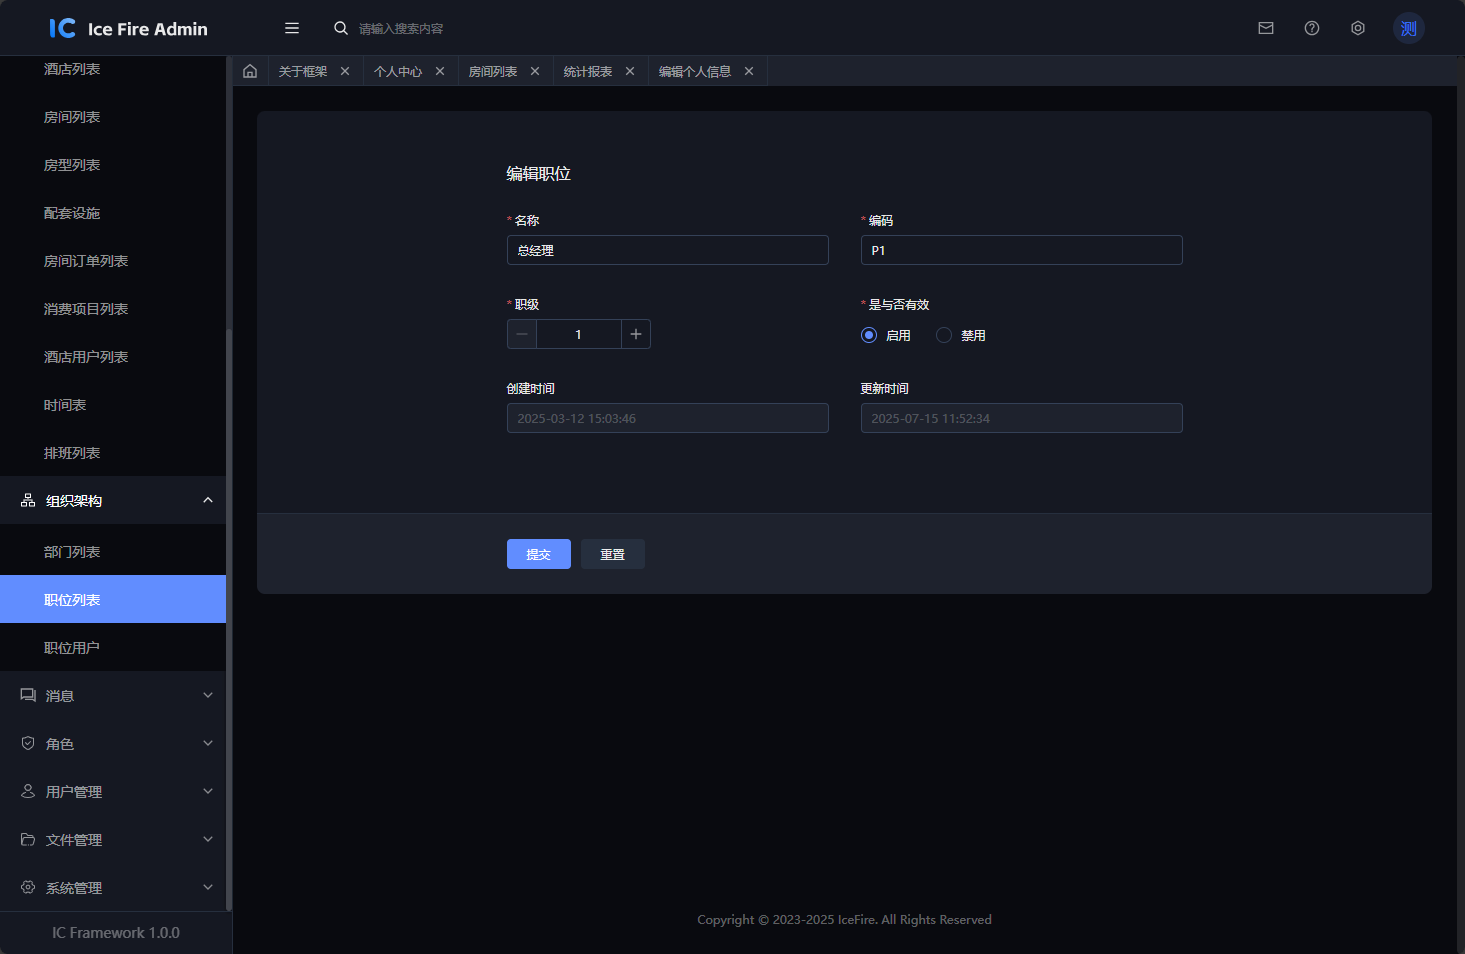 IC Ice Fire Admin
请输入搜索内容
测
关于框架
个人中心
房间列表
统计报表
编辑个人信息
酒店列表
房间列表
房型列表
配套设施
房间订单列表
消费项目列表
酒店用户列表
时间表
排班列表
组织架构
部门列表
职位列表
职位用户
消息
角色
用户管理
文件管理
系统管理
IC Framework 1.0.0
编辑职位
* 名称
总经理
* 编码
P1
* 职级
1
* 是与否有效
启用
禁用
创建时间
2025-03-12 15:03:46
更新时间
2025-07-15 11:52:34
提交
重置
Copyright © 2023-2025 IceFire. All Rights Reserved